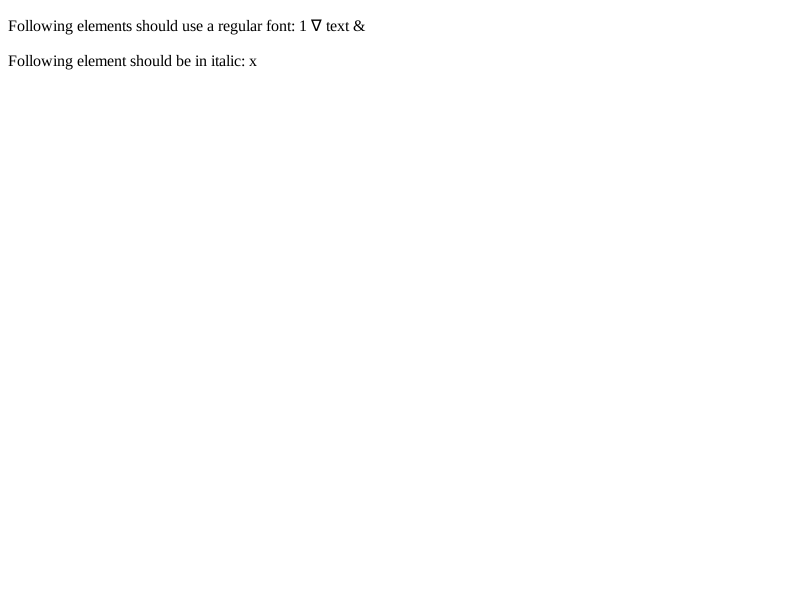 Following elements should use a regular font: 1 ∇ text &
Following element should be in italic: x